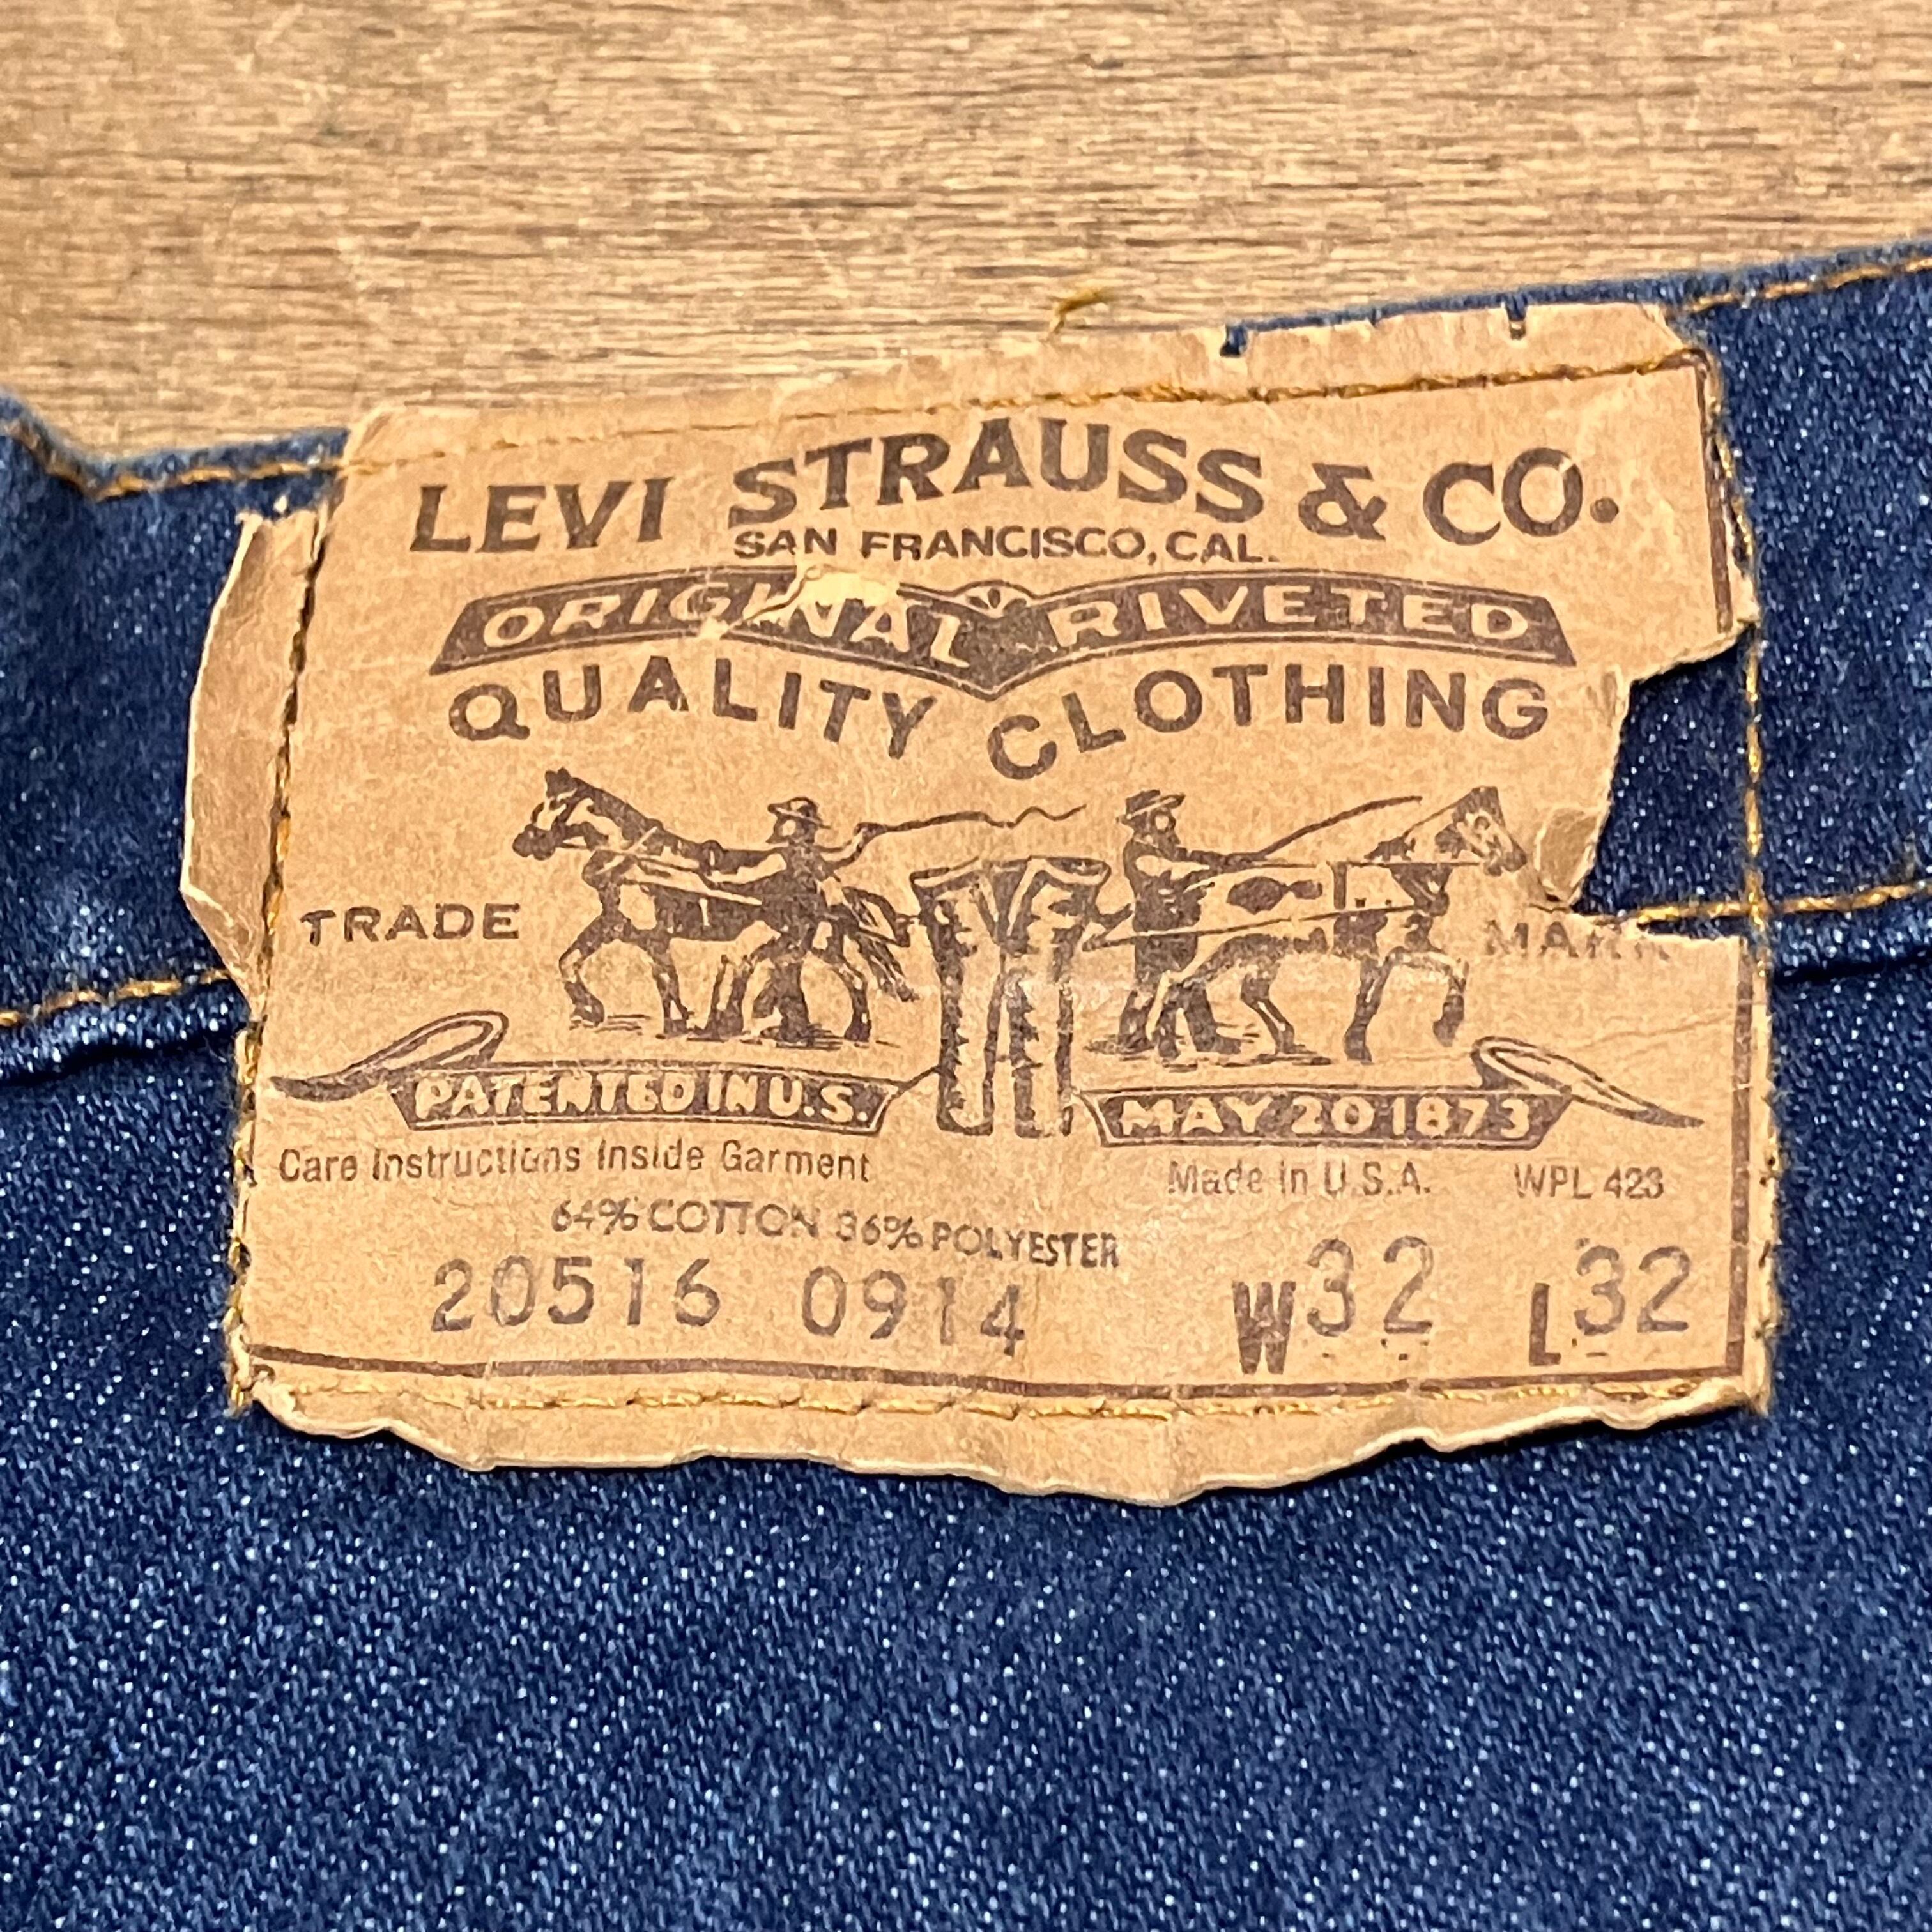 LEVI STRAUSS & CO.
SAN FRANCISCO, CAL.
ORIGINAL RIVETED
QUALITY CLOTHING
TRADE MARK
PATENTED IN U.S. MAY 20 1873
Care Instructions Inside Garment Made in U.S.A. WPL 423
64% COTTON 36% POLYESTER
20516 0914 W32 L32